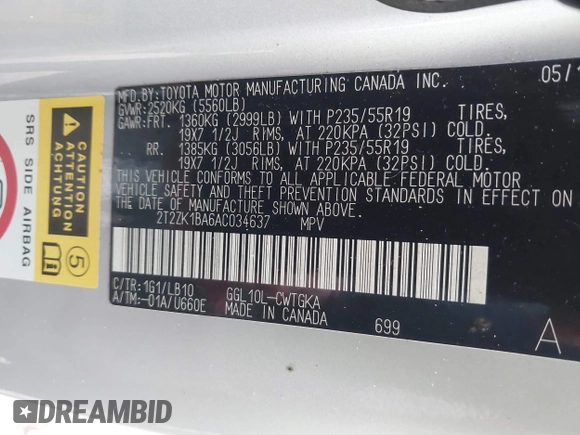 MFD.BY:TOYOTA MOTOR MANUFACTURING CANADA INC. 05/1
GVWR:2520KG (5560LB)
GAWR:FRT. 1360KG (2999LB) WITH P235/55R19 TIRES,
19X7 1/2J RIMS, AT 220KPA (32PSI) COLD.
RR. 1385KG (3056LB) WITH P235/55R19 TIRES,
19X7 1/2J RIMS, AT 220KPA (32PSI) COLD.
THIS VEHICLE CONFORMS TO ALL APPLICABLE FEDERAL MOTOR
VEHICLE SAFETY AND THEFT PREVENTION STANDARDS IN EFFECT ON
THE DATE OF MANUFACTURE SHOWN ABOVE.
2T2ZK1BA6AC034637 MPV
C/TR:1G1/LB10 GGL10L-CWTGKA
A/TM:-01A/U660E MADE IN CANADA 699 A
SRS SIDE AIRBAG
CAUTION
ATTENTION
ACHTUNG
5
DREAMBID